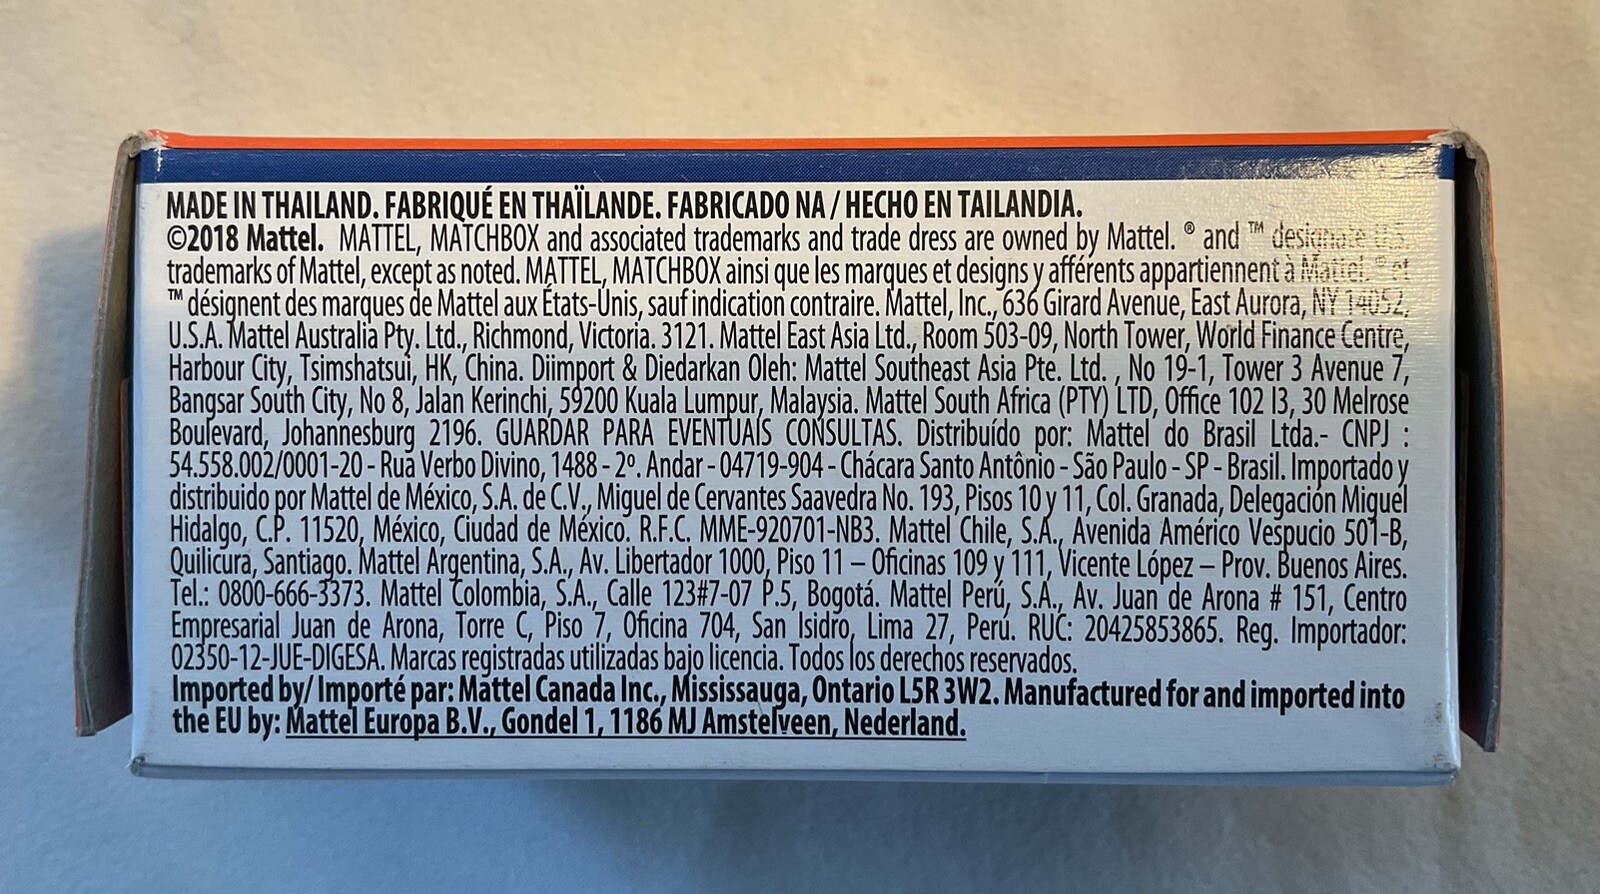 MADE IN THAILAND. FABRIQUÉ EN THAÏLANDE. FABRICADO NA / HECHO EN TAILANDIA.
©2018 Mattel. MATTEL, MATCHBOX and associated trademarks and trade dress are owned by Mattel. ® and ™ designate U.S.
trademarks of Mattel, except as noted. MATTEL, MATCHBOX ainsi que les marques et designs y afférents appartiennent à Mattel. ® et
™ désignent des marques de Mattel aux États-Unis, sauf indication contraire. Mattel, Inc., 636 Girard Avenue, East Aurora, NY 14052,
U.S.A. Mattel Australia Pty. Ltd., Richmond, Victoria. 3121. Mattel East Asia Ltd., Room 503-09, North Tower, World Finance Centre,
Harbour City, Tsimshatsui, HK, China. Diimport & Diedarkan Oleh: Mattel Southeast Asia Pte. Ltd. , No 19-1, Tower 3 Avenue 7,
Bangsar South City, No 8, Jalan Kerinchi, 59200 Kuala Lumpur, Malaysia. Mattel South Africa (PTY) LTD, Office 102 I3, 30 Melrose
Boulevard, Johannesburg 2196. GUARDAR PARA EVENTUAIS CONSULTAS. Distribuído por: Mattel do Brasil Ltda.- CNPJ :
54.558.002/0001-20 - Rua Verbo Divino, 1488 - 2º. Andar - 04719-904 - Chácara Santo Antônio - São Paulo - SP - Brasil. Importado y
distribuido por Mattel de México, S.A. de C.V., Miguel de Cervantes Saavedra No. 193, Pisos 10 y 11, Col. Granada, Delegación Miguel
Hidalgo, C.P. 11520, México, Ciudad de México. R.F.C. MME-920701-NB3. Mattel Chile, S.A., Avenida Américo Vespucio 501-B,
Quilicura, Santiago. Mattel Argentina, S.A., Av. Libertador 1000, Piso 11 – Oficinas 109 y 111, Vicente López – Prov. Buenos Aires.
Tel.: 0800-666-3373. Mattel Colombia, S.A., Calle 123#7-07 P.5, Bogotá. Mattel Perú, S.A., Av. Juan de Arona # 151, Centro
Empresarial Juan de Arona, Torre C, Piso 7, Oficina 704, San Isidro, Lima 27, Perú. RUC: 20425853865. Reg. Importador:
02350-12-JUE-DIGESA. Marcas registradas utilizadas bajo licencia. Todos los derechos reservados.
Imported by/ Importé par: Mattel Canada Inc., Mississauga, Ontario L5R 3W2. Manufactured for and imported into
the EU by: Mattel Europa B.V., Gondel 1, 1186 MJ Amstelveen, Nederland.